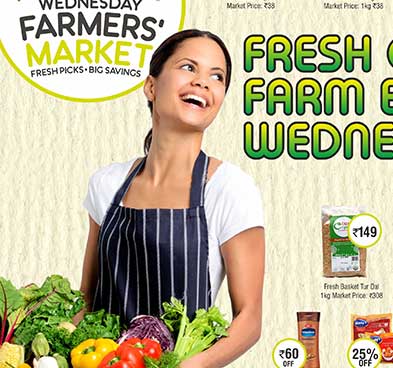 Market Price: ₹38
Market Price: 1kg ₹38
WEDNESDAY
FARMERS'
MARKET
FRESH PICKS • BIG SAVINGS
FRESH
FARM
WEDNE
₹149
Fresh Basket Tur Dal
1kg Market Price: ₹308
₹60
OFF
25%
OFF